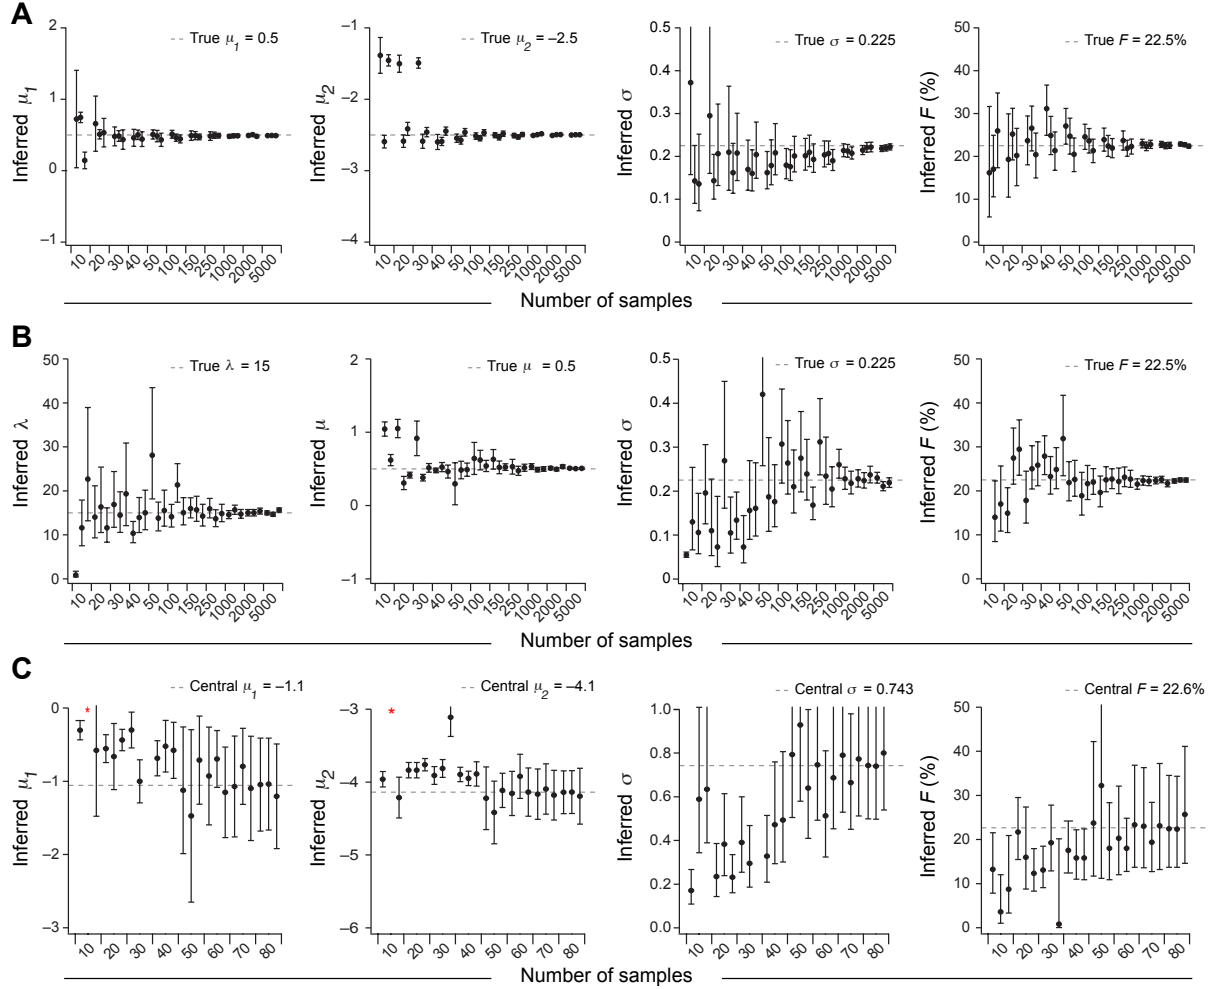 A
True μ1 = 0.5
True μ2 = –2.5
True σ = 0.225
True F = 22.5%
Inferred μ1
2
1
0
–1
10 20 30 40 50 100 150 250 1000 2000 5000
Inferred μ2
–1
–2
–3
–4
10 20 30 40 50 100 150 250 1000 2000 5000
Inferred σ
0.5
0.4
0.3
0.2
0.1
0
10 20 30 40 50 100 150 250 1000 2000 5000
Inferred F (%)
50
40
30
20
10
0
10 20 30 40 50 100 150 250 1000 2000 5000
Number of samples
B
True λ = 15
True μ = 0.5
True σ = 0.225
True F = 22.5%
Inferred λ
50
40
30
20
10
0
10 20 30 40 50 100 150 250 1000 2000 5000
Inferred μ
2
1
0
–1
10 20 30 40 50 100 150 250 1000 2000 5000
Inferred σ
0.5
0.4
0.3
0.2
0.1
0
10 20 30 40 50 100 150 250 1000 2000 5000
Inferred F (%)
50
40
30
20
10
0
10 20 30 40 50 100 150 250 1000 2000 5000
Number of samples
C
Central μ1 = –1.1
Central μ2 = –4.1
Central σ = 0.743
Central F = 22.6%
Inferred μ1
0
–1
–2
–3
*
10 20 30 40 50 60 70 80
Inferred μ2
–3
–4
–5
–6
*
10 20 30 40 50 60 70 80
Inferred σ
1.0
0.8
0.6
0.4
0.2
0.0
10 20 30 40 50 60 70 80
Inferred F (%)
50
40
30
20
10
0
10 20 30 40 50 60 70 80
Number of samples